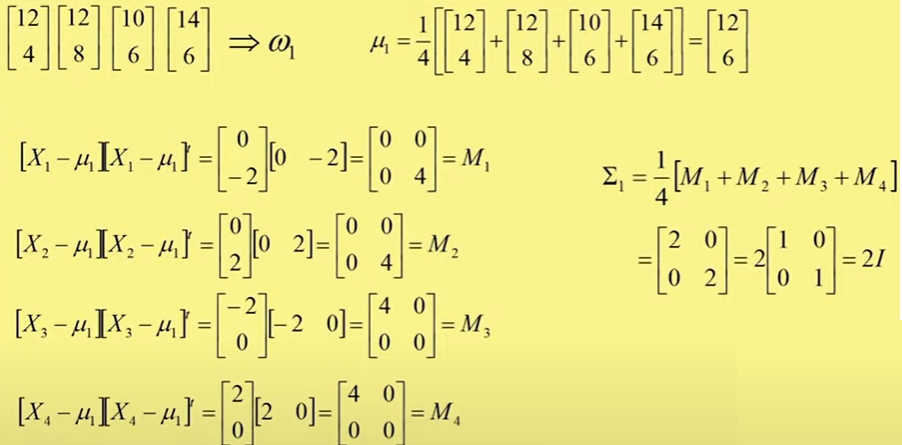 [12 4] [12 8] [10 6] [14 6] ⇒ ω₁
μ₁ = 1/4 [[12 4] + [12 8] + [10 6] + [14 6]] = [12 6]
[X₁ − μ₁][X₁ − μ₁]' = [0 −2] [0 −2] = [0 0 0 4] = M₁
[X₂ − μ₁][X₂ − μ₁]' = [0 2] [0 2] = [0 0 0 4] = M₂
[X₃ − μ₁][X₃ − μ₁]' = [−2 0] [−2 0] = [4 0 0 0] = M₃
[X₄ − μ₁][X₄ − μ₁]' = [2 0] [2 0] = [4 0 0 0] = M₄
Σ₁ = 1/4 [M₁ + M₂ + M₃ + M₄]
= [2 0 0 2] = 2 [1 0 0 1] = 2I